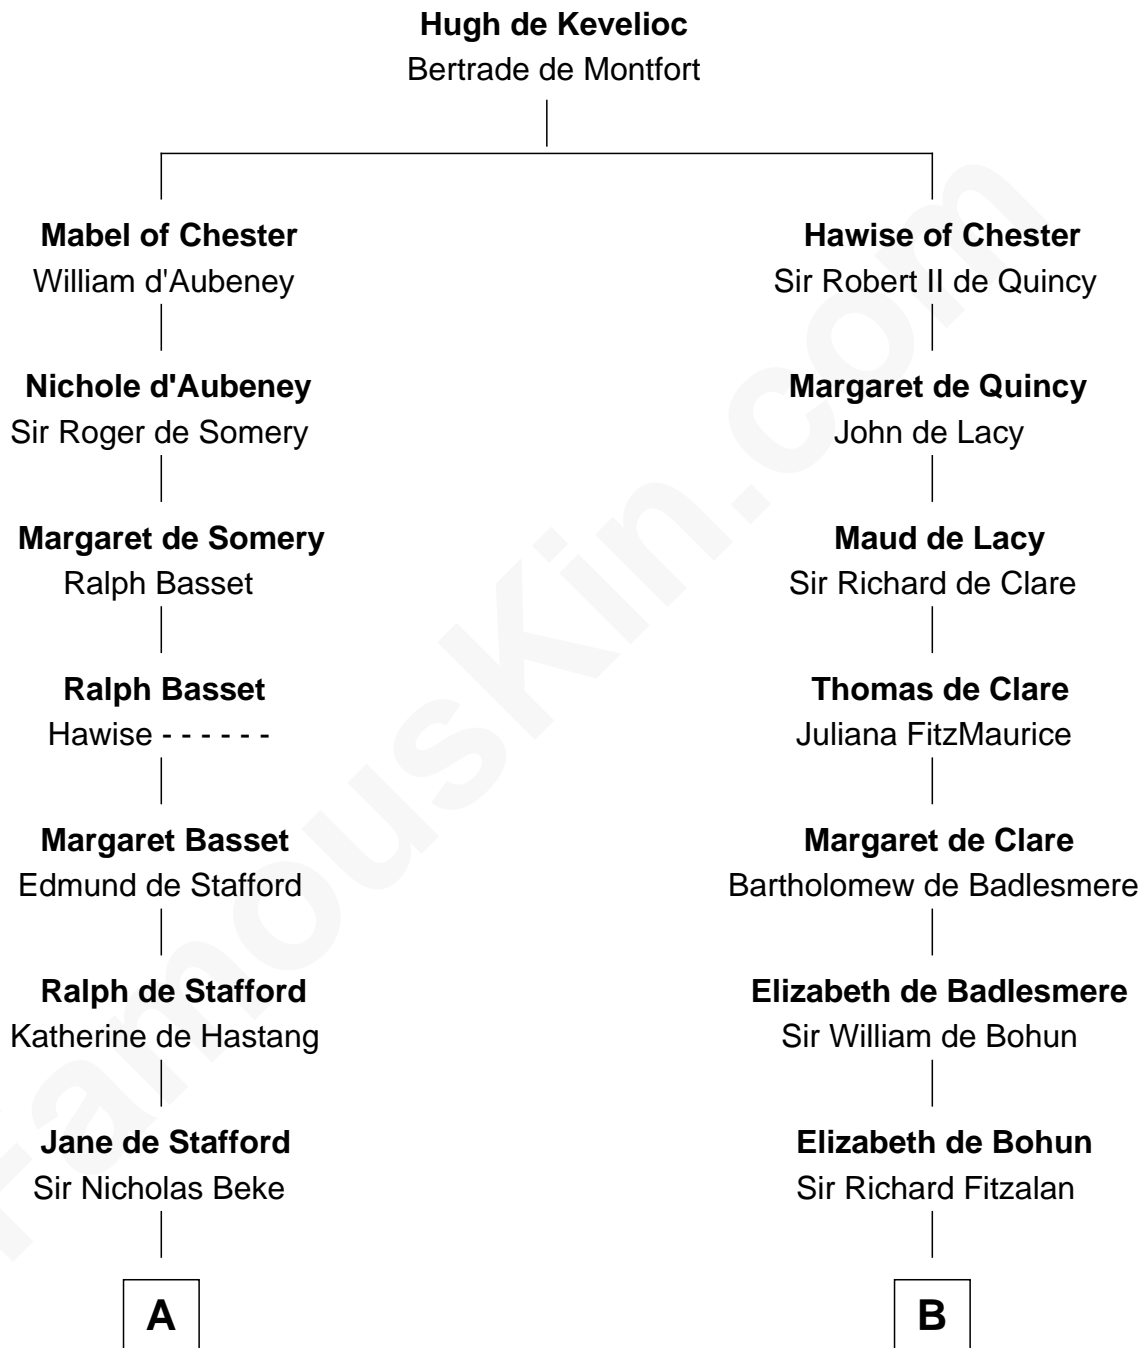 Hugh de Kevelioc
Bertrade de Montfort
Mabel of Chester
William d'Aubeney
Hawise of Chester
Sir Robert II de Quincy
Nichole d'Aubeney
Sir Roger de Somery
Margaret de Quincy
John de Lacy
Margaret de Somery
Ralph Basset
Maud de Lacy
Sir Richard de Clare
Ralph Basset
Hawise - - - - - -
Thomas de Clare
Juliana FitzMaurice
Margaret Basset
Edmund de Stafford
Margaret de Clare
Bartholomew de Badlesmere
Ralph de Stafford
Katherine de Hastang
Elizabeth de Badlesmere
Sir William de Bohun
Jane de Stafford
Sir Nicholas Beke
Elizabeth de Bohun
Sir Richard Fitzalan
A
B
FamousKin.com